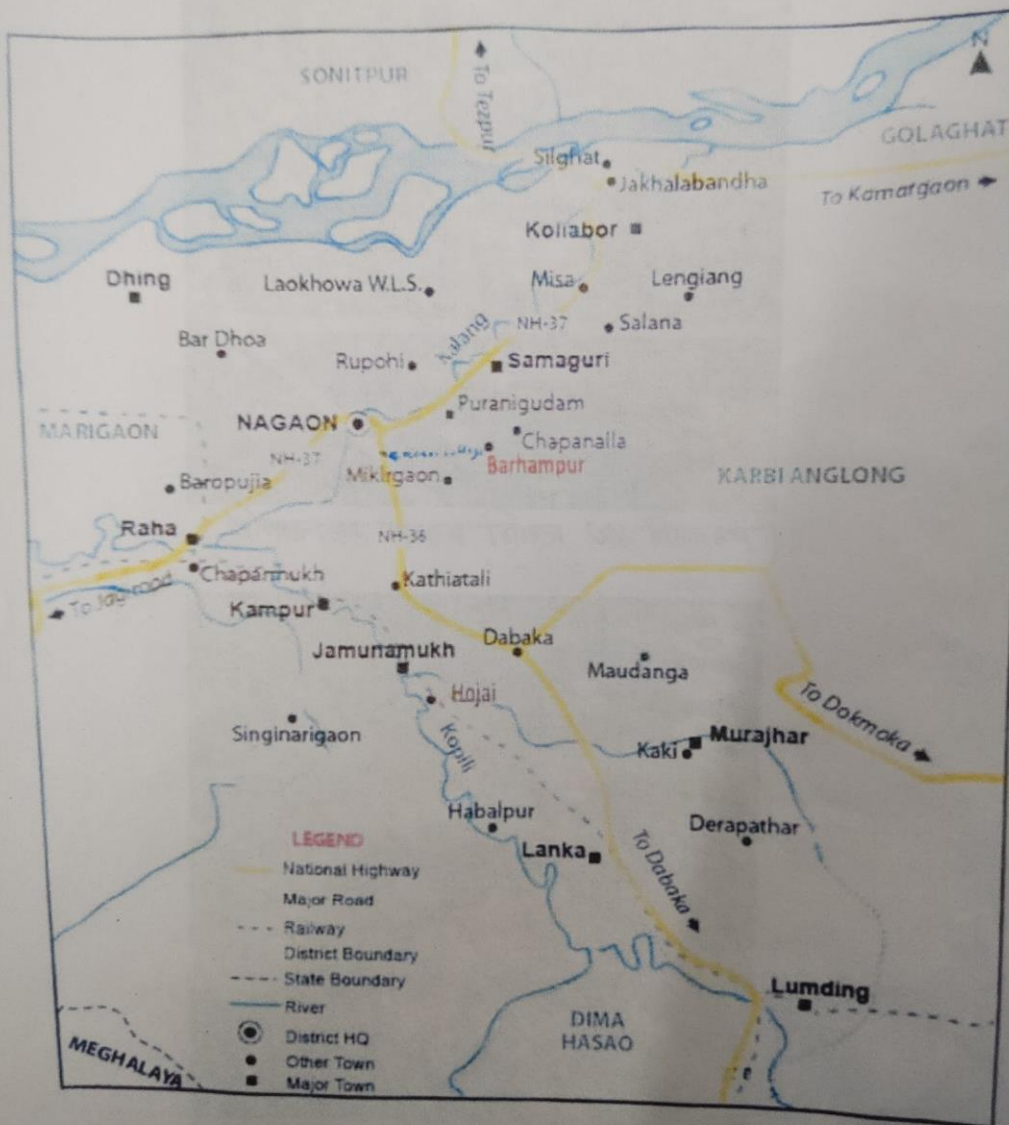 N
SONITPUR
To Tezpur
GOLAGHAT
Silghat
Jakhalabandha
To Kamargaon
Koliabor
Dhing
Laokhowa W.L.S.
Misa
Lengiang
Kalang
NH-37
Salana
Bar Dhoa
Rupohi
Samaguri
Puranigudam
NAGAON
MARIGAON
Chapanalla
NH-37
Barhampur
Mikirgaon
KARBI ANGLONG
Baropujia
Raha
NH-36
Chaparmukh
Kathiatali
Kampur
Dabaka
Jamunamukh
Maudanga
Hojai
To Dokmoka
Singinarigaon
Kopili
Kaki
Murajhar
Habalpur
Derapathar
Lanka
To Dabaka
LEGEND
National Highway
Major Road
Railway
District Boundary
State Boundary
River
District HQ
Other Town
Major Town
Lumding
DIMA
HASAO
MEGHALAYA